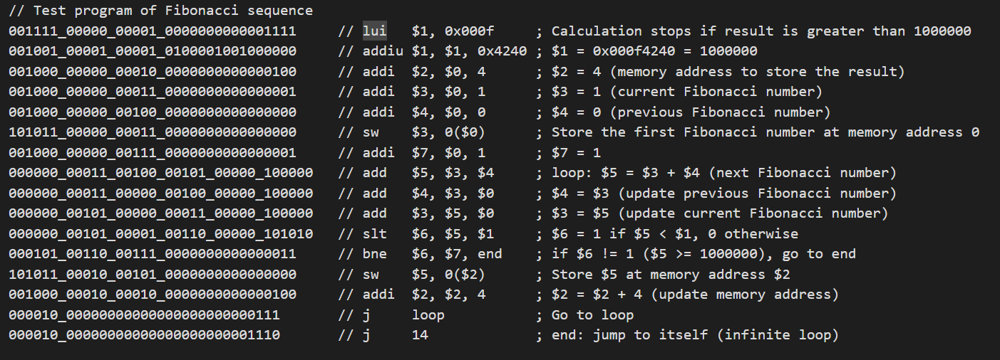 // Test program of Fibonacci sequence
001111_00000_00001_0000000000001111   // lui   $1, 0x000f     ; Calculation stops if result is greater than 1000000
001001_00001_00001_0100001001000000   // addiu $1, $1, 0x4240 ; $1 = 0x000f4240 = 1000000
001000_00000_00010_0000000000000100   // addi  $2, $0, 4      ; $2 = 4 (memory address to store the result)
001000_00000_00011_0000000000000001   // addi  $3, $0, 1      ; $3 = 1 (current Fibonacci number)
001000_00000_00100_0000000000000000   // addi  $4, $0, 0      ; $4 = 0 (previous Fibonacci number)
101011_00000_00011_0000000000000000   // sw    $3, 0($0)      ; Store the first Fibonacci number at memory address 0
001000_00000_00111_0000000000000001   // addi  $7, $0, 1      ; $7 = 1
000000_00011_00100_00101_00000_100000   // add   $5, $3, $4     ; loop: $5 = $3 + $4 (next Fibonacci number)
000000_00011_00000_00100_00000_100000   // add   $4, $3, $0     ; $4 = $3 (update previous Fibonacci number)
000000_00101_00000_00011_00000_100000   // add   $3, $5, $0     ; $3 = $5 (update current Fibonacci number)
000000_00101_00001_00110_00000_101010   // slt   $6, $5, $1     ; $6 = 1 if $5 < $1, 0 otherwise
000101_00110_00111_0000000000000011   // bne   $6, $7, end    ; if $6 != 1 ($5 >= 1000000), go to end
101011_00010_00101_0000000000000000   // sw    $5, 0($2)      ; Store $5 at memory address $2
001000_00010_00010_0000000000000100   // addi  $2, $2, 4      ; $2 = $2 + 4 (update memory address)
000010_00000000000000000000000111     // j     loop           ; Go to loop
000010_00000000000000000000001110     // j     14             ; end: jump to itself (infinite loop)